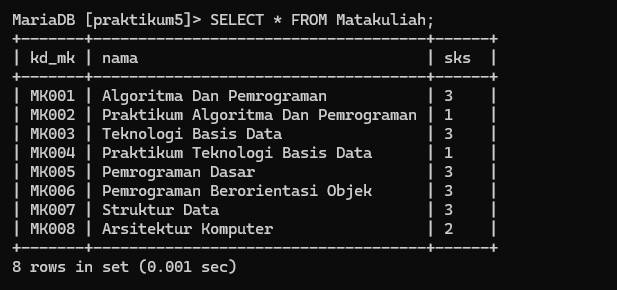 MariaDB [praktikum5]> SELECT * FROM Matakuliah;
+-------+-------------------------------------+------+
| kd_mk | nama                                | sks  |
+-------+-------------------------------------+------+
| MK001 | Algoritma Dan Pemrograman           | 3    |
| MK002 | Praktikum Algoritma Dan Pemrograman | 1    |
| MK003 | Teknologi Basis Data                | 3    |
| MK004 | Praktikum Teknologi Basis Data      | 1    |
| MK005 | Pemrograman Dasar                   | 3    |
| MK006 | Pemrograman Berorientasi Objek      | 3    |
| MK007 | Struktur Data                       | 3    |
| MK008 | Arsitektur Komputer                 | 2    |
+-------+-------------------------------------+------+
8 rows in set (0.001 sec)